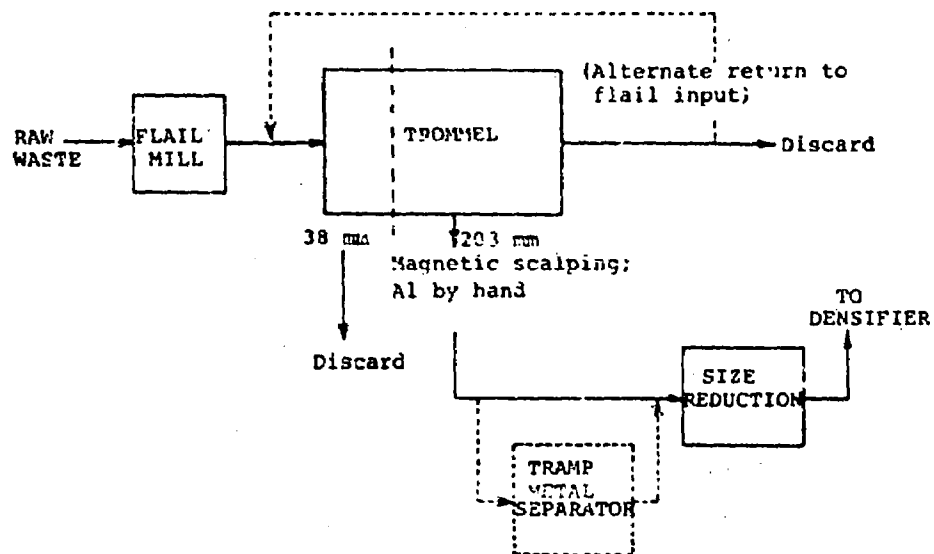 (Alternate return to
flail input;
RAW
WASTE
FLAIL
MILL
TROMMEL
Discard
38 mm
203 mm
Magnetic scalping;
Al by hand
Discard
TO
DENSIFIER
SIZE
REDUCTION
TRAMP
METAL
SEPARATOR